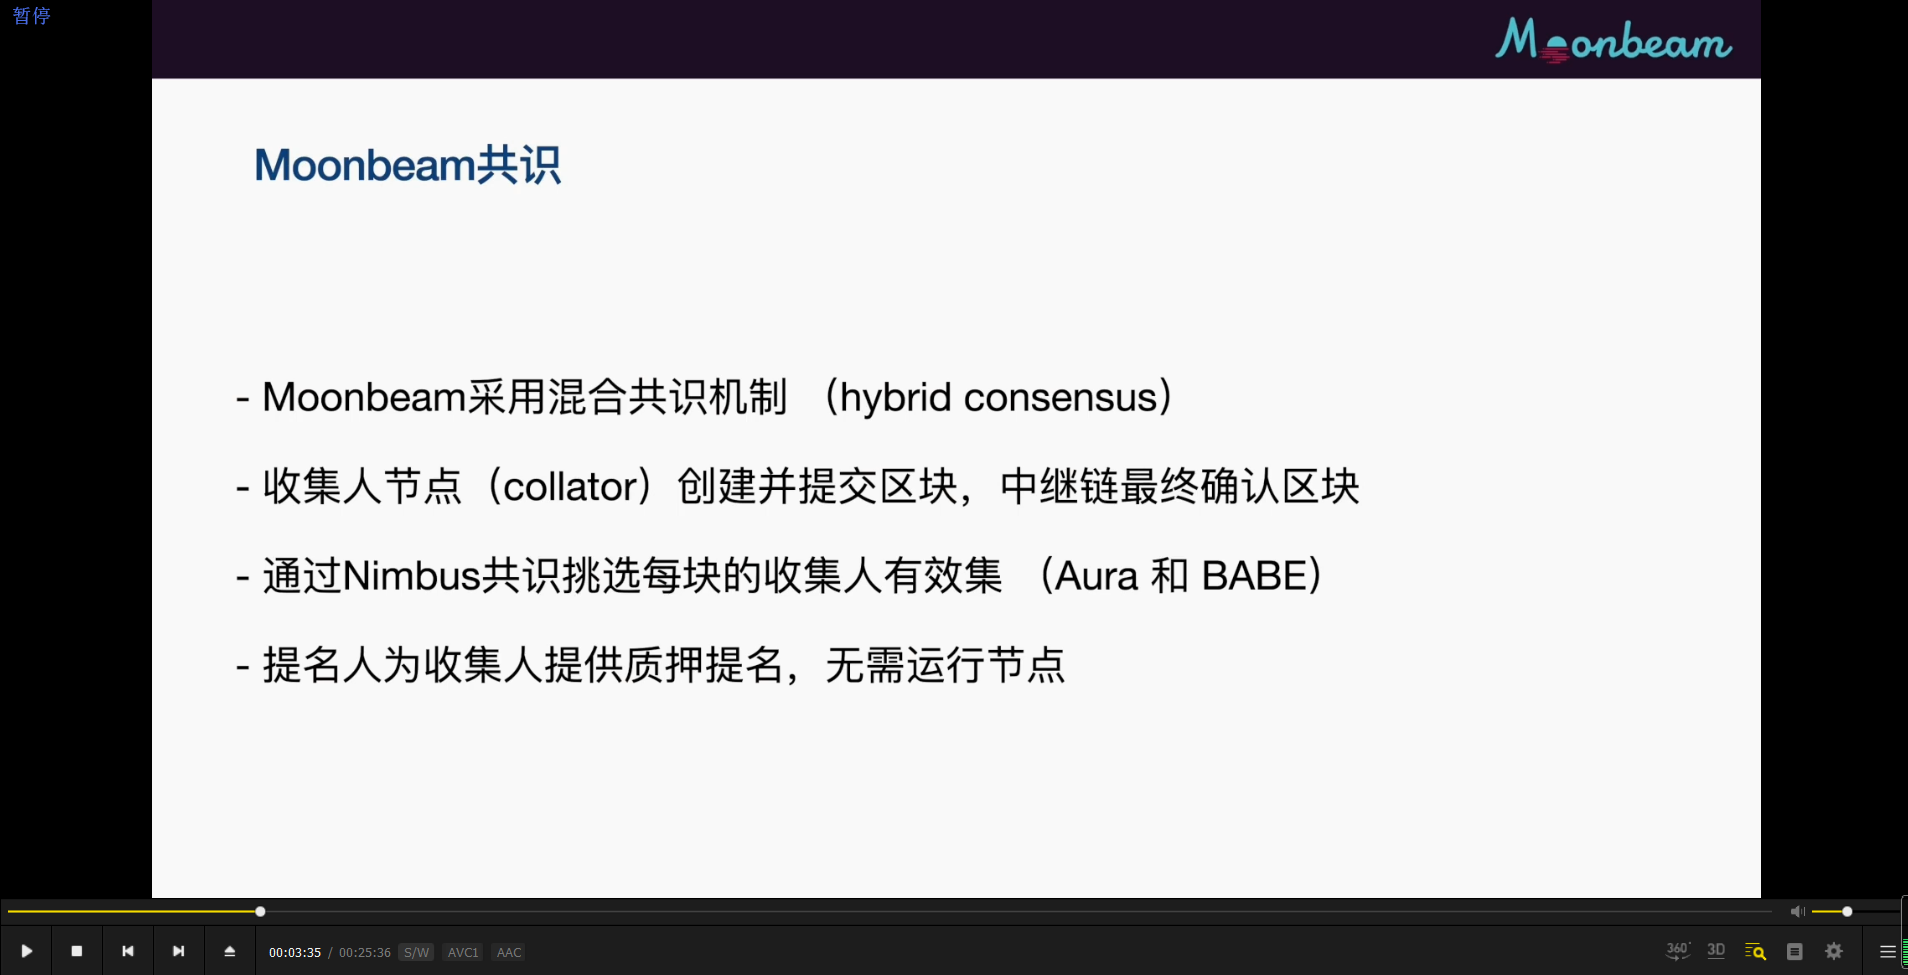 暂停
Moonbeam
Moonbeam共识
- Moonbeam采用混合共识机制 （hybrid consensus）
- 收集人节点（collator）创建并提交区块，中继链最终确认区块
- 通过Nimbus共识挑选每块的收集人有效集 （Aura 和 BABE）
- 提名人为收集人提供质押提名，无需运行节点
00:03:35 / 00:25:36 S/W AVC1 AAC 360° 3D